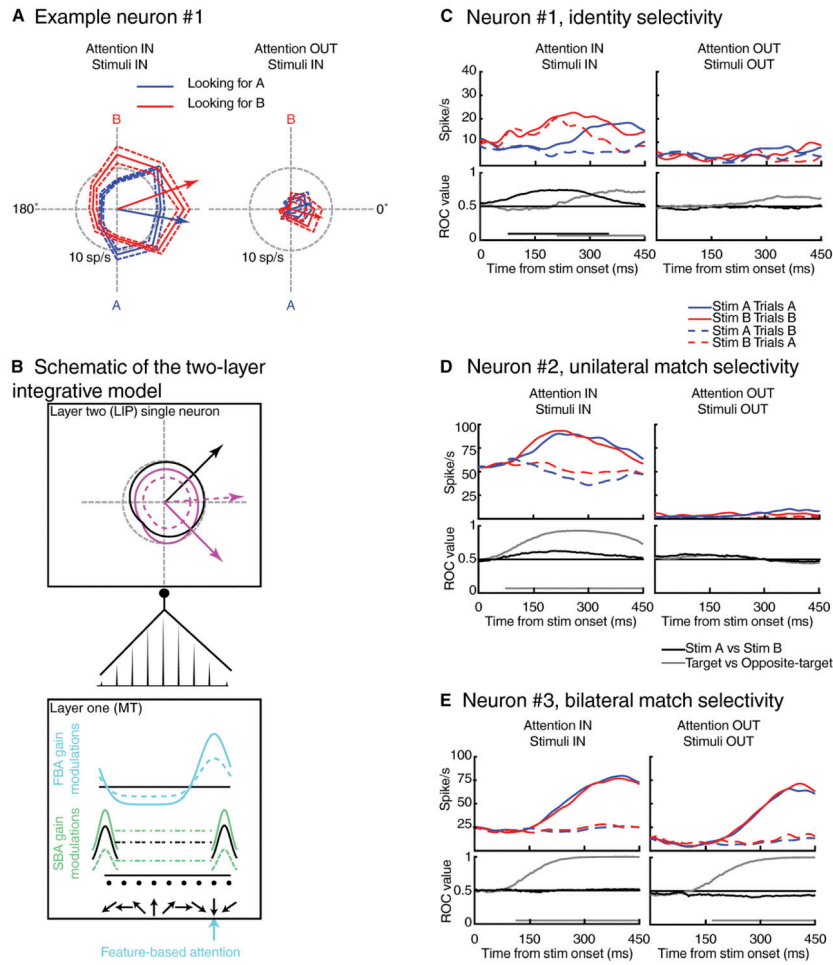 A Example neuron #1
Attention IN
Stimuli IN
Attention OUT
Stimuli IN
Looking for A
Looking for B
B
B
180°
0°
10 sp/s
10 sp/s
A
A
B Schematic of the two-layer
integrative model
Layer two (LIP) single neuron
Layer one (MT)
FBA gain
modulations
SBA gain
modulations
Feature-based attention
C Neuron #1, identity selectivity
Attention IN
Stimuli IN
Attention OUT
Stimuli OUT
Spike/s
40
30
20
10
0
ROC value
1
0.5
0
0 150 300 450
150 300 450
Time from stim onset (ms)
Time from stim onset (ms)
Stim A Trials A
Stim B Trials B
Stim A Trials B
Stim B Trials A
D Neuron #2, unilateral match selectivity
Attention IN
Stimuli IN
Attention OUT
Stimuli OUT
Spike/s
100
75
50
25
0
ROC value
1
0.5
0
0 150 300 450
150 300 450
Time from stim onset (ms)
Time from stim onset (ms)
Stim A vs Stim B
Target vs Opposite-target
E Neuron #3, bilateral match selectivity
Attention IN
Stimuli IN
Attention OUT
Stimuli OUT
Spike/s
100
75
25
0
ROC value
1
0.5
0
0 150 300 450
150 300 450
Time from stim onset (ms)
Time from stim onset (ms)